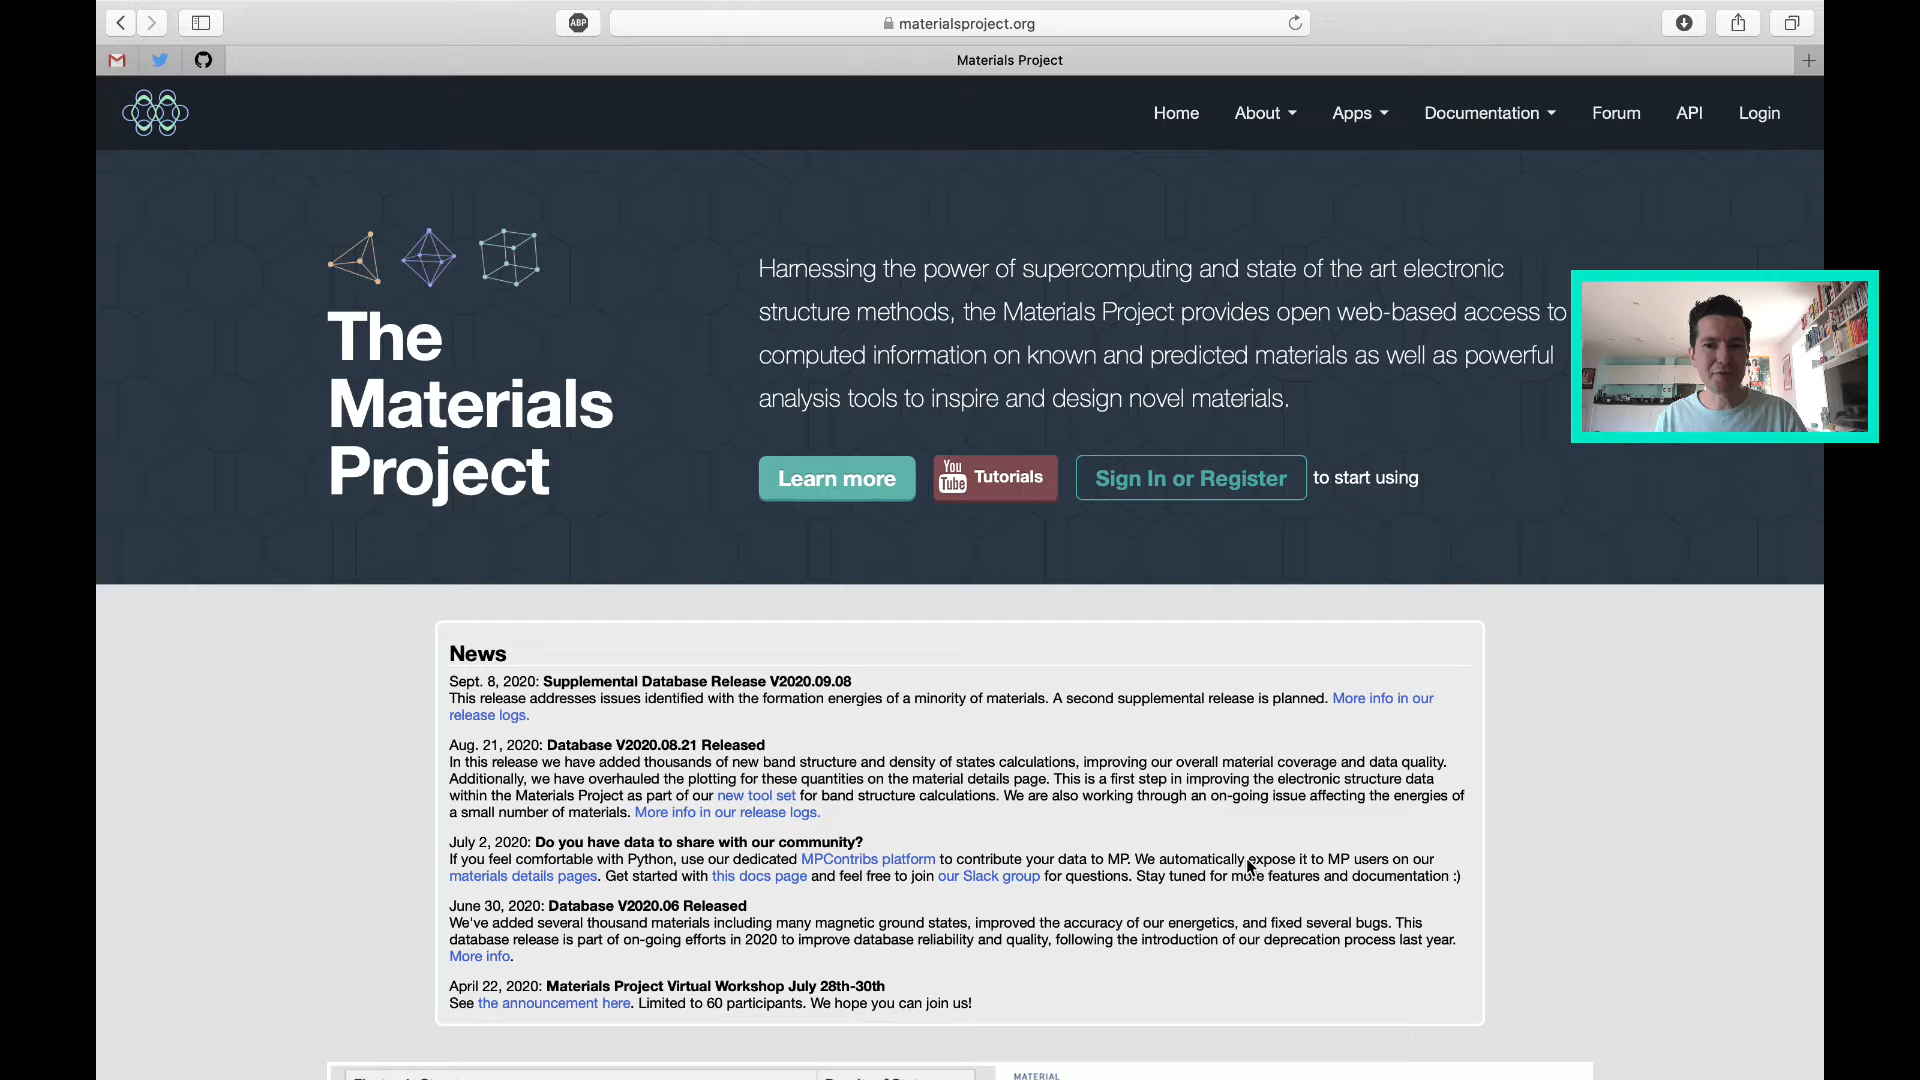 ABP
materialsproject.org
Materials Project
Home About Apps Documentation Forum API Login
The
Materials
Project
Harnessing the power of supercomputing and state of the art electronic
structure methods, the Materials Project provides open web-based access to
computed information on known and predicted materials as well as powerful
analysis tools to inspire and design novel materials.
Learn more You Tube Tutorials Sign In or Register to start using
News
Sept. 8, 2020: Supplemental Database Release V2020.09.08
This release addresses issues identified with the formation energies of a minority of materials. A second supplemental release is planned. More info in our
release logs.
Aug. 21, 2020: Database V2020.08.21 Released
In this release we have added thousands of new band structure and density of states calculations, improving our overall material coverage and data quality.
Additionally, we have overhauled the plotting for these quantities on the material details page. This is a first step in improving the electronic structure data
within the Materials Project as part of our new tool set for band structure calculations. We are also working through an on-going issue affecting the energies of
a small number of materials. More info in our release logs.
July 2, 2020: Do you have data to share with our community?
If you feel comfortable with Python, use our dedicated MPContribs platform to contribute your data to MP. We automatically expose it to MP users on our
materials details pages. Get started with this docs page and feel free to join our Slack group for questions. Stay tuned for more features and documentation :)
June 30, 2020: Database V2020.06 Released
We've added several thousand materials including many magnetic ground states, improved the accuracy of our energetics, and fixed several bugs. This
database release is part of on-going efforts in 2020 to improve database reliability and quality, following the introduction of our deprecation process last year.
More info.
April 22, 2020: Materials Project Virtual Workshop July 28th-30th
See the announcement here. Limited to 60 participants. We hope you can join us!
MATERIAL